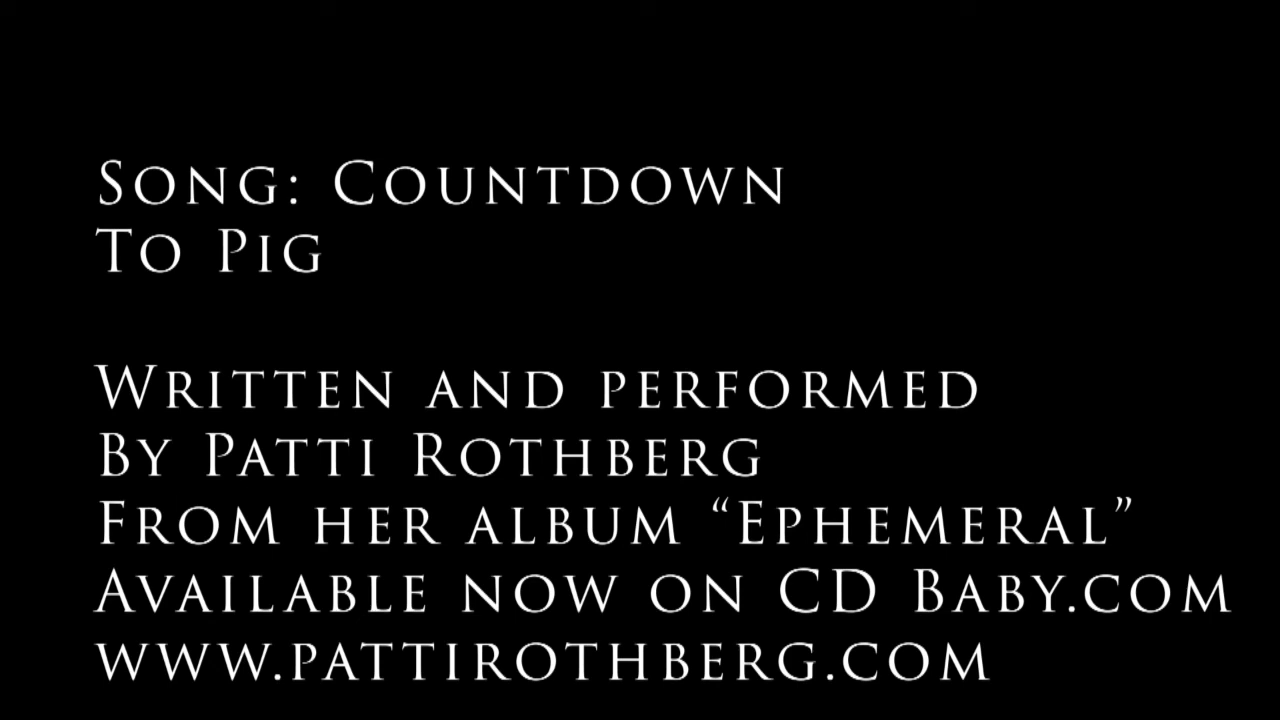 Song: Countdown
To Pig
Written and performed
By Patti Rothberg
From her album “Ephemeral”
Available now on CD Baby.com
www.pattirothberg.com